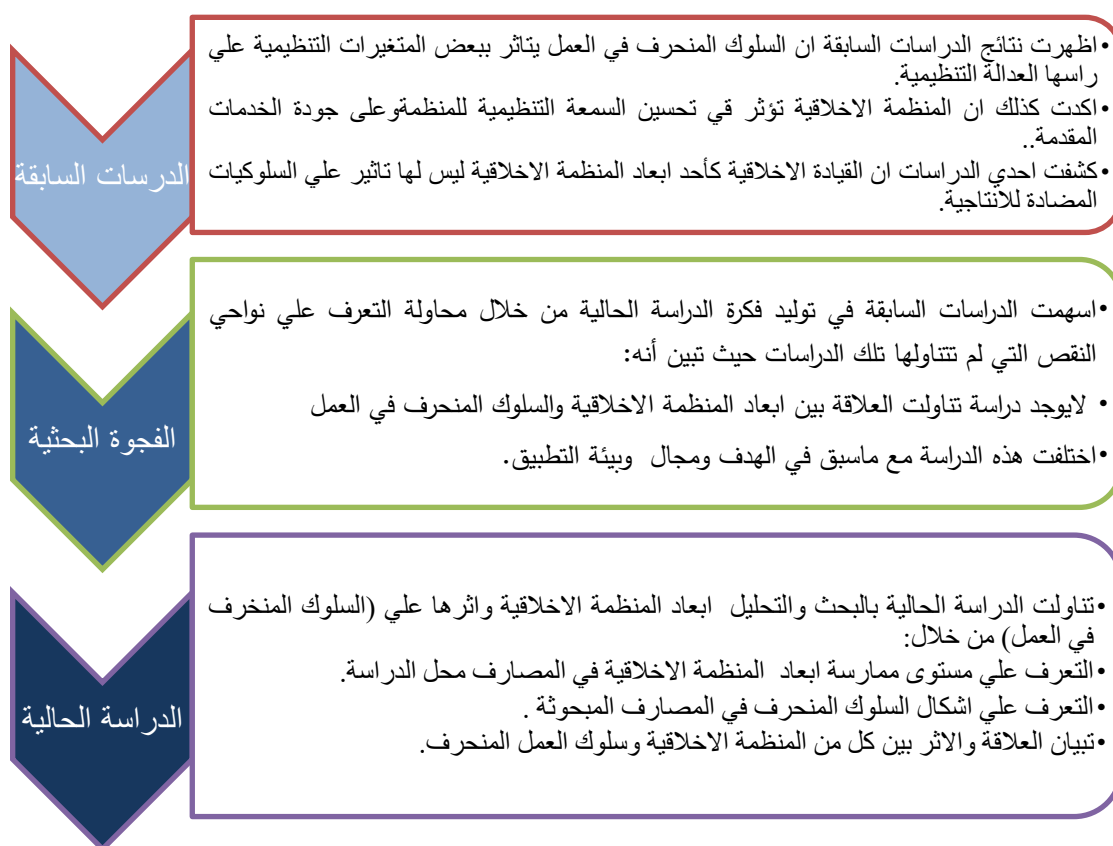 الدرسات السابقة
•اظهرت نتائج الدراسات السابقة ان السلوك المنحرف في العمل يتاثر ببعض المتغيرات التنظيمية علي
راسها العدالة التنظيمية.
•اكدت كذلك ان المنظمة الاخلاقية تؤثر قي تحسين السمعة التنظيمية للمنظمةوعلى جودة الخدمات
المقدمة..
•كشفت احدي الدراسات ان القيادة الاخلاقية كأحد ابعاد المنظمة الاخلاقية ليس لها تاثير علي السلوكيات
المضادة للانتاجية.
الفجوة البحثية
•اسهمت الدراسات السابقة في توليد فكرة الدراسة الحالية من خلال محاولة التعرف علي نواحي
النقص التي لم تتناولها تلك الدراسات حيث تبين أنه:
• لايوجد دراسة تناولت العلاقة بين ابعاد المنظمة الاخلاقية والسلوك المنحرف في العمل
•اختلفت هذه الدراسة مع ماسبق في الهدف ومجال وبيئة التطبيق.
الدراسة الحالية
•تناولت الدراسة الحالية بالبحث والتحليل ابعاد المنظمة الاخلاقية واثرها علي (السلوك المنخرف
في العمل) من خلال:
•التعرف علي مستوى ممارسة ابعاد المنظمة الاخلاقية في المصارف محل الدراسة.
•التعرف علي اشكال السلوك المنحرف في المصارف المبحوثة .
•تبيان العلاقة والاثر بين كل من المنظمة الاخلاقية وسلوك العمل المنحرف.